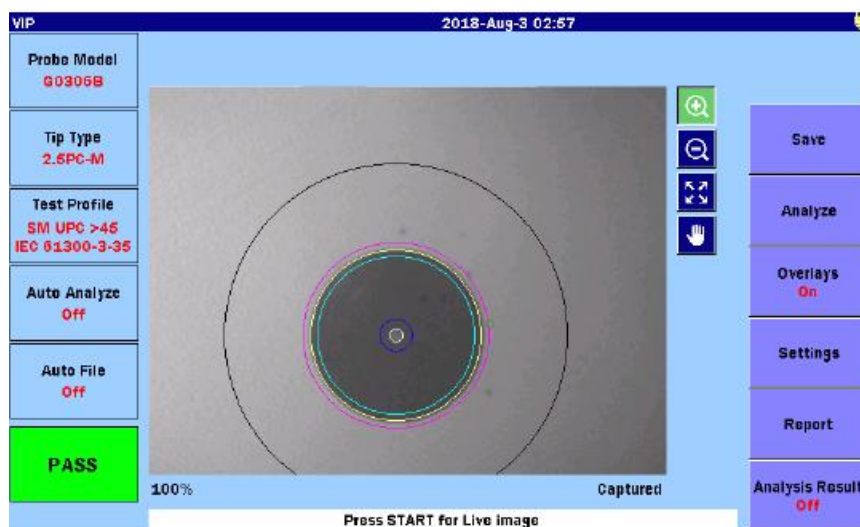 VIP
2018-Aug-3 02:57
Probe Model
G0306B
Tip Type
2.5PC-M
Test Profile
SM UPC >45
IEC 61300-3-35
Auto Analyze
Off
Auto File
Off
PASS
100%
Captured
Press START for Live image
Save
Analyze
Overlays
On
Settings
Report
Analysis Result
Off